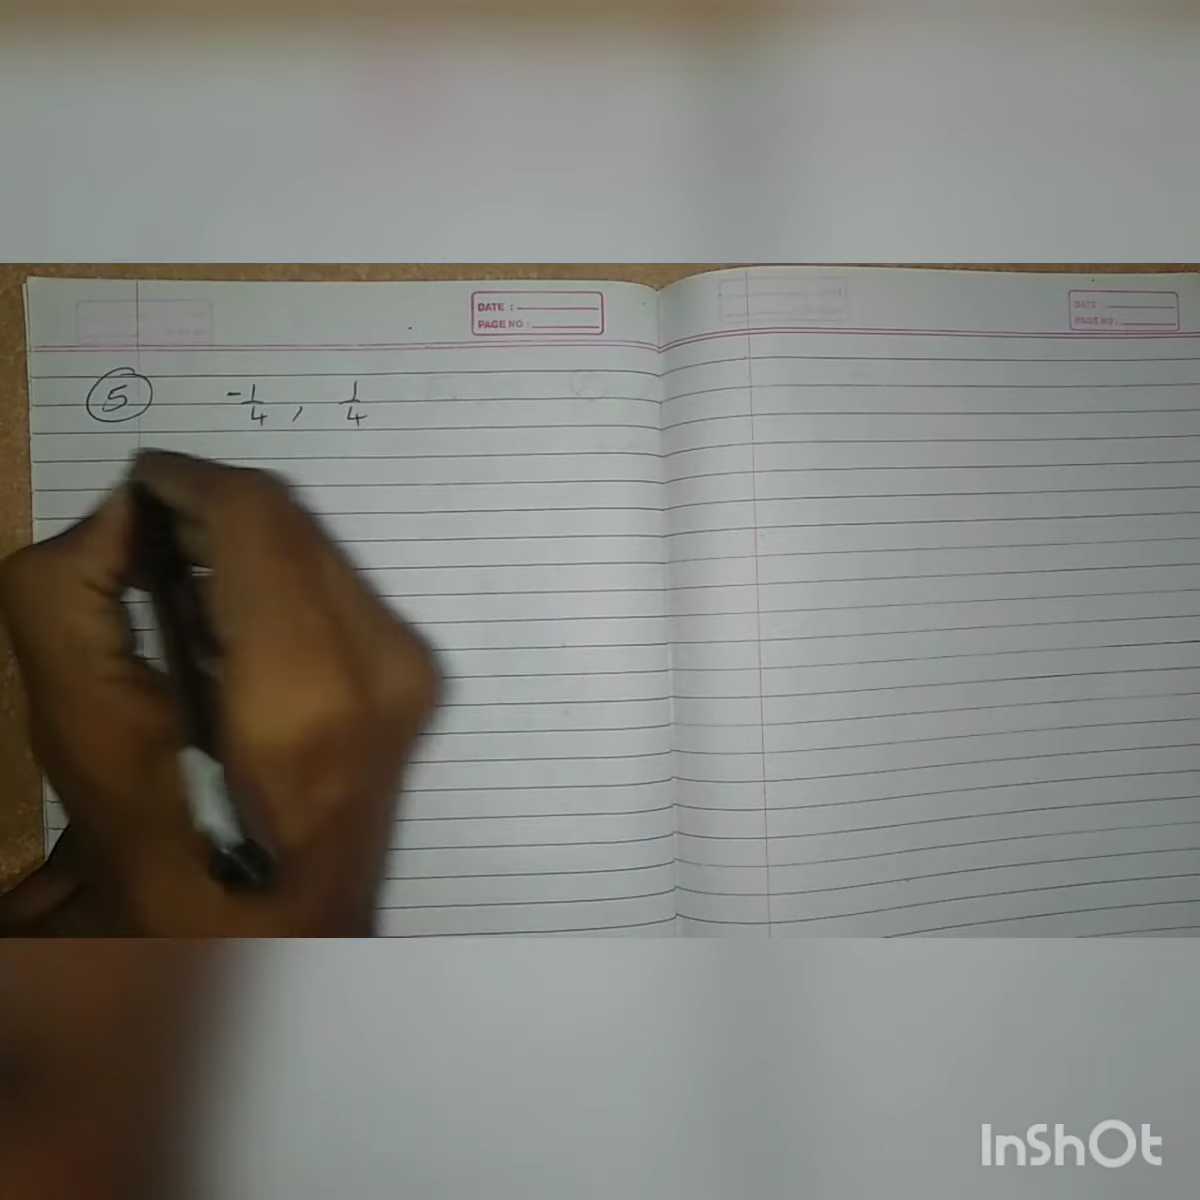 DATE :
PAGE NO :
DATE :
PAGE NO :
5 -1/4 , 1/4
InShOt